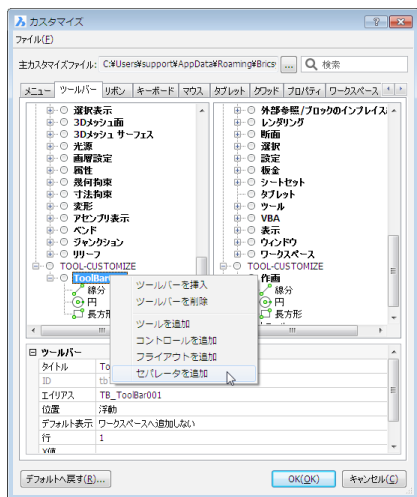 カスタマイズ
ファイル(F)
主カスタマイズファイル: C:¥Users¥support¥AppData¥Roaming¥Bricsy ... 検索
メニュー ツールバー リボン キーボード マウス タブレット クワッド プロパティ ワークスペース
選択表示
3Dメッシュ面
3Dメッシュ サーフェス
光源
画層設定
属性
幾何拘束
寸法拘束
変形
アセンブリ表示
ベンド
ジャンクション
リリーフ
TOOL-CUSTOMIZE
線分
円
長方形
外部参照/ブロックのインプレイス
レンダリング
断面
選択
設定
板金
シートセット
タブレット
ツール
VBA
表示
ウィンドウ
ワークスペース
TOOL-CUSTOMIZE
作画
線分
円
長方形
ツールバーを挿入
ツールバーを削除
ツールを追加
コントロールを追加
フライアウトを追加
セパレータを追加
ツールバー
タイトル
ID
エイリアス TB_ToolBar001
位置 浮動
デフォルト表示 ワークスペースへ追加しない
行 1
デフォルトへ戻す(R)...
OK(OK)
キャンセル(C)